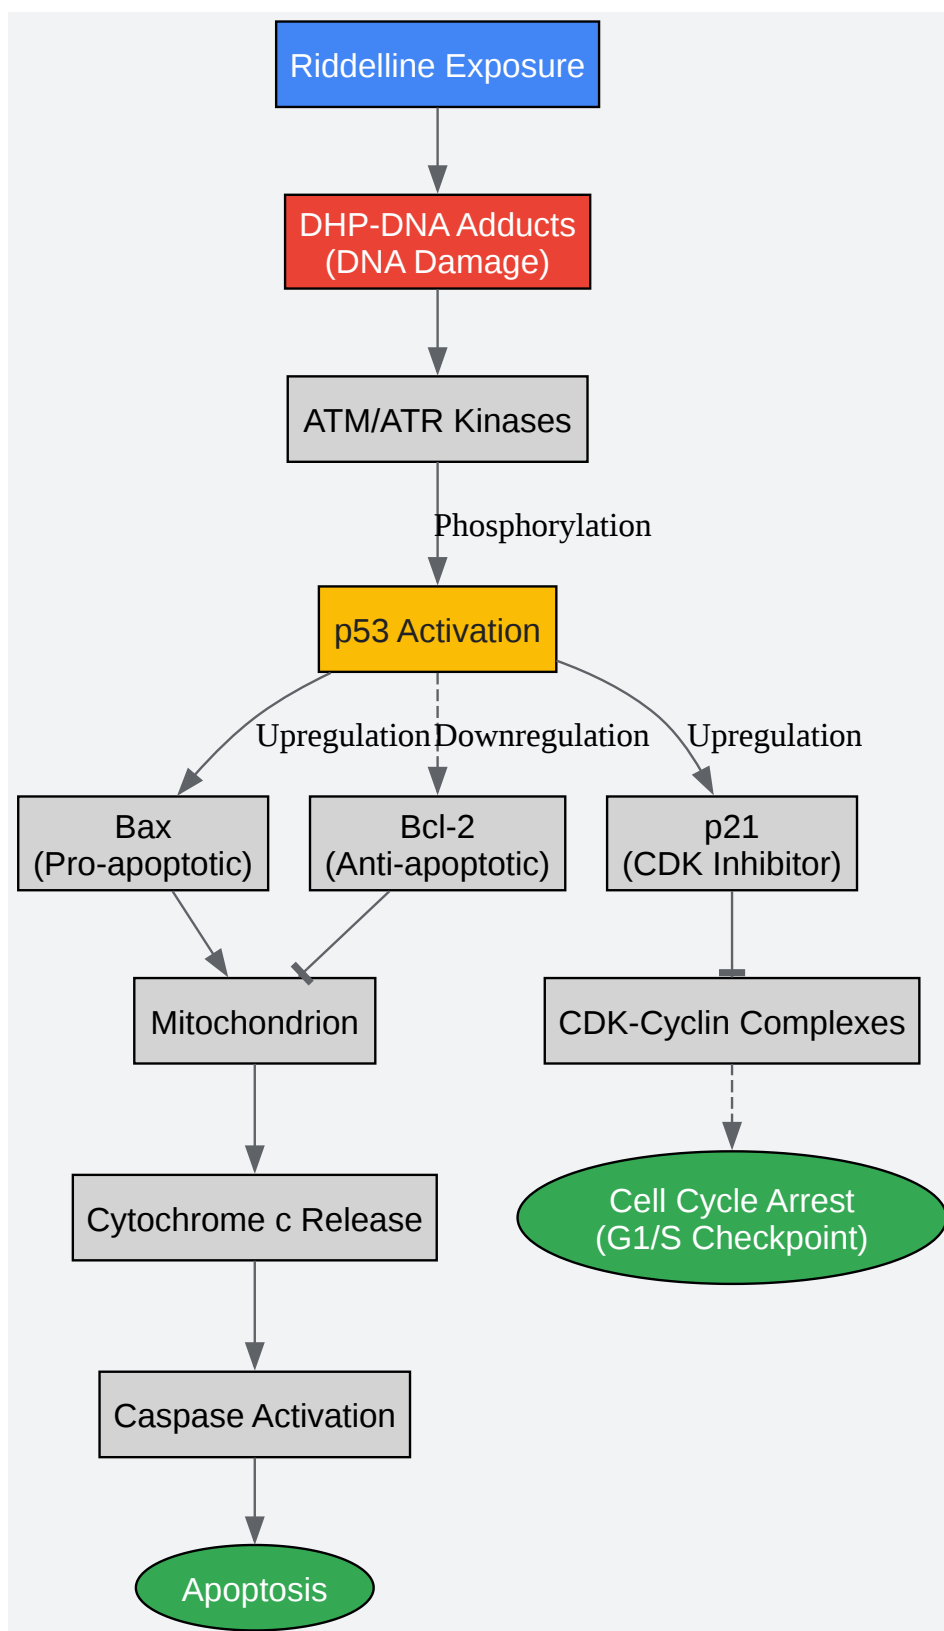 Riddelline Exposure
DHP-DNA Adducts
(DNA Damage)
ATM/ATR Kinases
Phosphorylation
p53 Activation
Upregulation
Downregulation
Upregulation
Bax
(Pro-apoptotic)
Bcl-2
(Anti-apoptotic)
p21
(CDK Inhibitor)
Mitochondrion
CDK-Cyclin Complexes
Cytochrome c Release
Cell Cycle Arrest
(G1/S Checkpoint)
Caspase Activation
Apoptosis